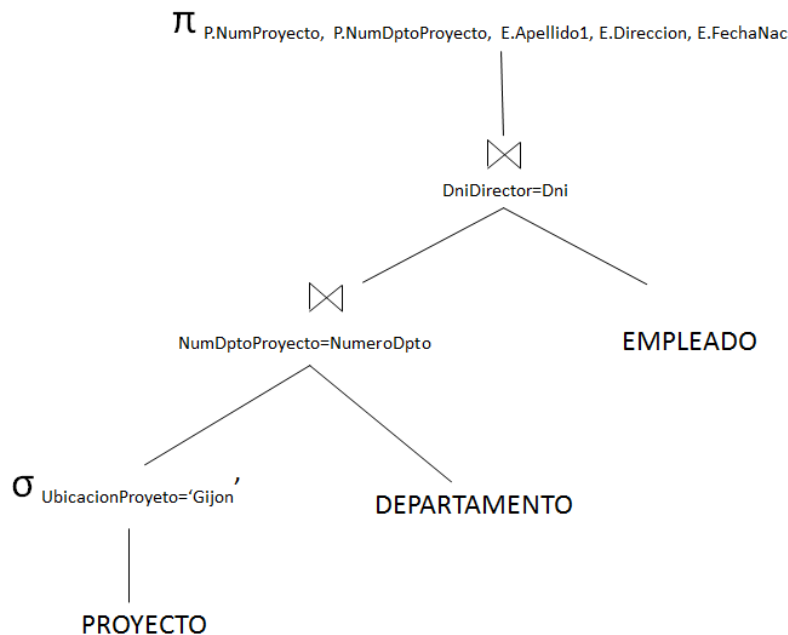 π P.NumProyecto, P.NumDptoProyecto, E.Apellido1, E.Direccion, E.FechaNac
⋈
DniDirector=Dni
⋈
NumDptoProyecto=NumeroDpto
EMPLEADO
σ UbicacionProyeto=‘Gijon’
DEPARTAMENTO
PROYECTO